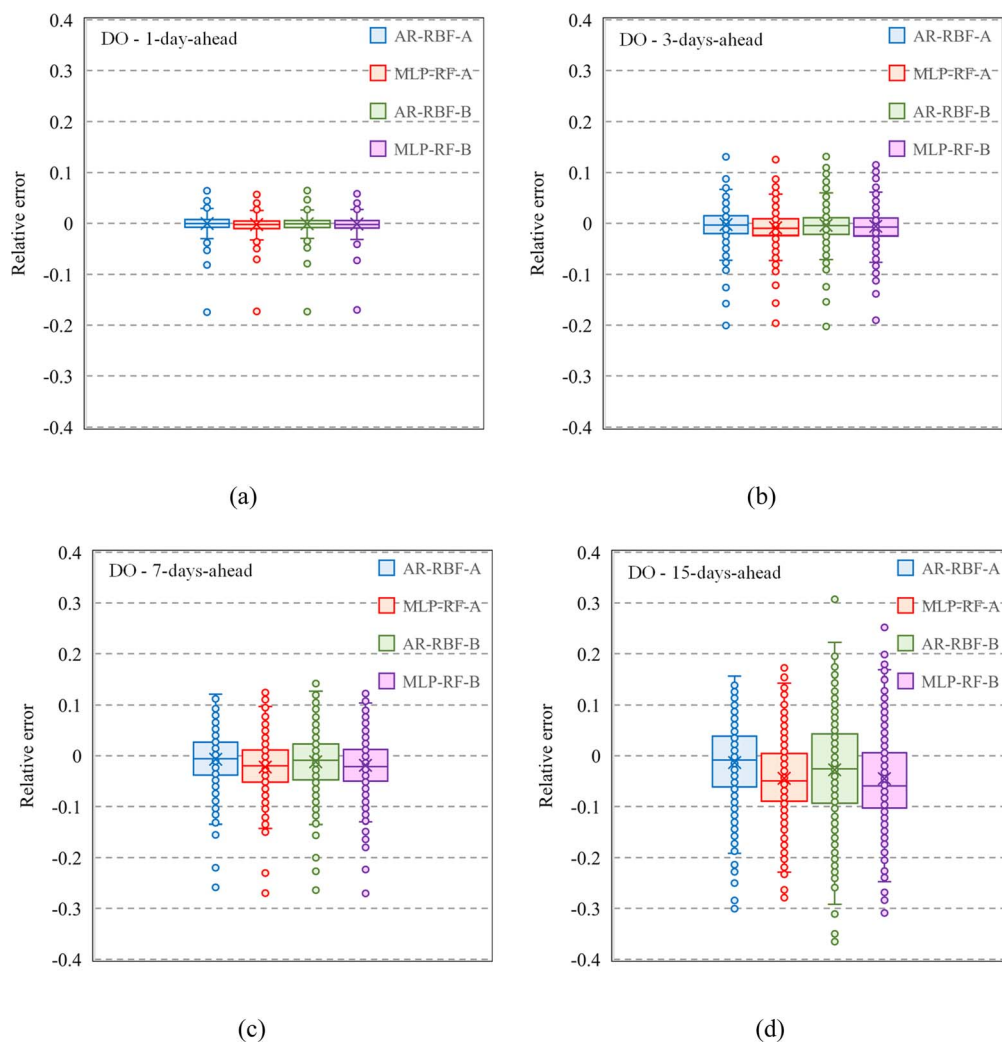 0.4
DO - 1-day-ahead
AR-RBF-A
0.3
MLP-RF-A
0.2
AR-RBF-B
0.1
MLP-RF-B
0
-0.1
-0.2
-0.3
-0.4
Relative error
(a)
0.4
DO - 3-days-ahead
AR-RBF-A
0.3
MLP-RF-A
0.2
AR-RBF-B
0.1
MLP-RF-B
0
-0.1
-0.2
-0.3
-0.4
Relative error
(b)
0.4
DO - 7-days-ahead
AR-RBF-A
0.3
MLP-RF-A
0.2
AR-RBF-B
0.1
MLP-RF-B
0
-0.1
-0.2
-0.3
-0.4
Relative error
(c)
0.4
DO - 15-days-ahead
AR-RBF-A
0.3
MLP-RF-A
0.2
AR-RBF-B
0.1
MLP-RF-B
0
-0.1
-0.2
-0.3
-0.4
Relative error
(d)